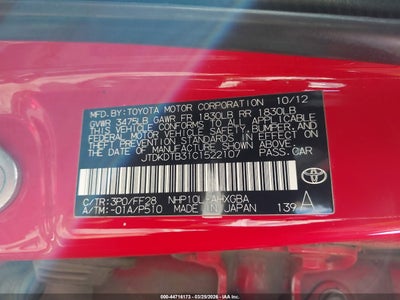 MFD.BY:TOYOTA MOTOR CORPORATION 10/12
GVWR 3475LB GAWR FR 1830LB RR 1830LB
THIS VEHICLE CONFORMS TO ALL APPLICABLE
FEDERAL MOTOR VEHICLE SAFETY, BUMPER, AND
THEFT PREVENTION STANDARDS IN EFFECT ON
THE DATE OF MANUFACTURE SHOWN ABOVE.
JTDKDTB31C1522107 PASS.CAR
C/TR:3P0/FF28 NHP10L-AHXGBA
A/TM:-01A/P510 MADE IN JAPAN 139 A
TOYOTA
(000-44716173 - 03/25/2026 - IAAI.COM)